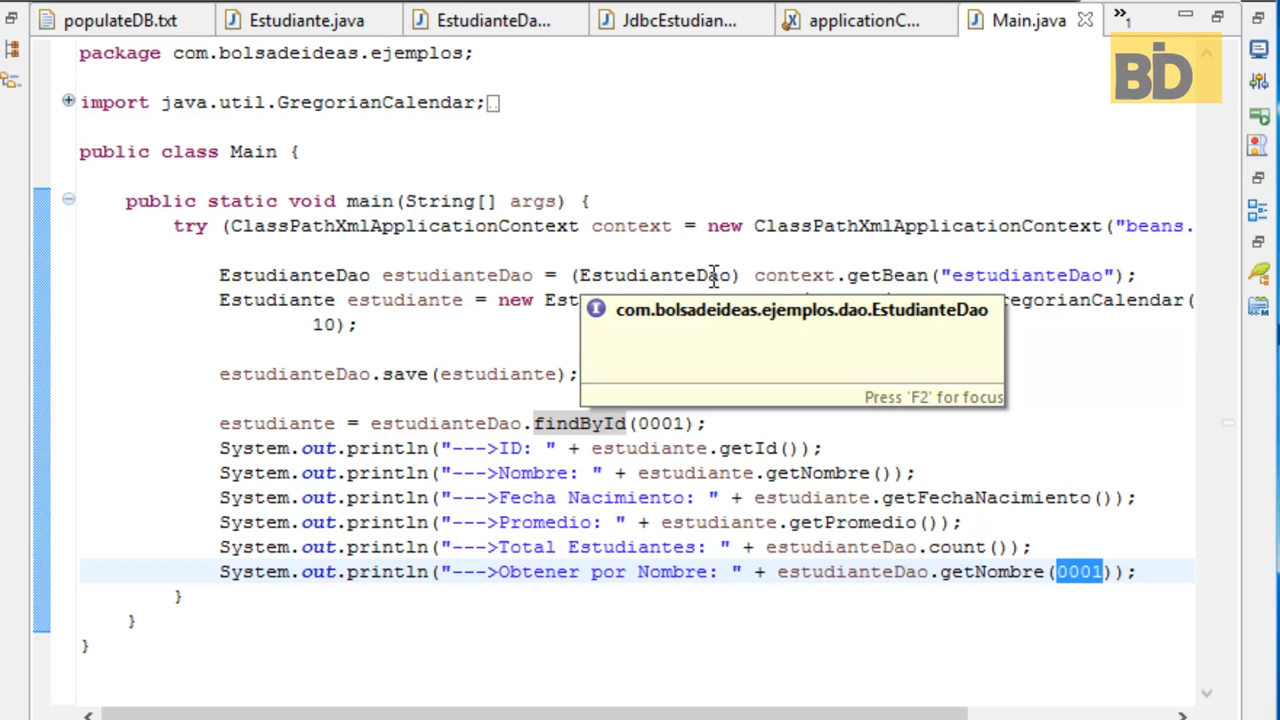 populateDB.txt Estudiante.java EstudianteDa... JdbcEstudian... applicationC... Main.java 1
BD
package com.bolsadeideas.ejemplos;
import java.util.GregorianCalendar;
public class Main {
public static void main(String[] args) {
try (ClassPathXmlApplicationContext context = new ClassPathXmlApplicationContext("beans.
EstudianteDao estudianteDao = (EstudianteDao) context.getBean("estudianteDao");
Estudiante estudiante = new Est regorianCalendar(
com.bolsadeideas.ejemplos.dao.EstudianteDao
10);
estudianteDao.save(estudiante);
Press 'F2' for focus
estudiante = estudianteDao.findById(0001);
System.out.println("--->ID: " + estudiante.getId());
System.out.println("--->Nombre: " + estudiante.getNombre());
System.out.println("--->Fecha Nacimiento: " + estudiante.getFechaNacimiento());
System.out.println("--->Promedio: " + estudiante.getPromedio());
System.out.println("--->Total Estudiantes: " + estudianteDao.count());
System.out.println("--->Obtener por Nombre: " + estudianteDao.getNombre(0001));
}
}
}